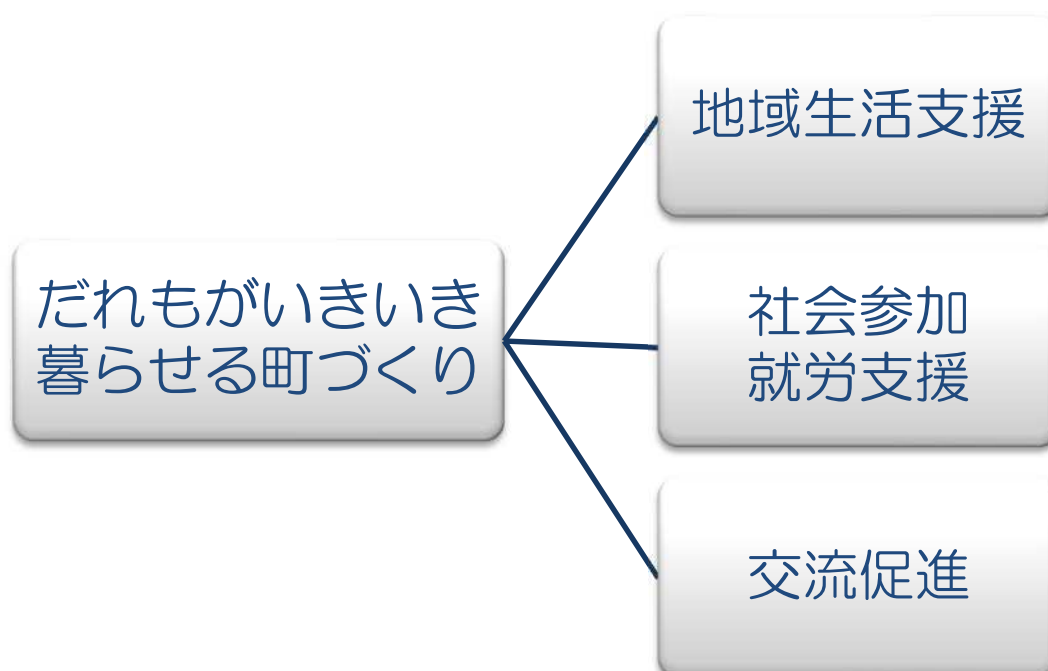 だれもがいきいき
暮らせる町づくり
地域生活支援
社会参加
就労支援
交流促進